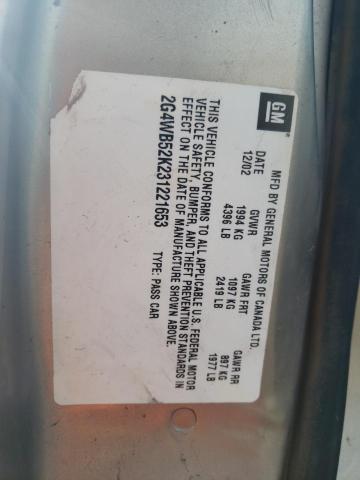 GM
MFD BY GENERAL MOTORS OF CANADA LTD.
DATE GVWR GAWR FRT GAWR RR
12/02 1994 KG 1097 KG 897 KG
4396 LB 2419 LB 1977 LB
THIS VEHICLE CONFORMS TO ALL APPLICABLE U.S. FEDERAL MOTOR
VEHICLE SAFETY, BUMPER, AND THEFT PREVENTION STANDARDS IN
EFFECT ON THE DATE OF MANUFACTURE SHOWN ABOVE.
2G4WB52K231221653 TYPE: PASS CAR